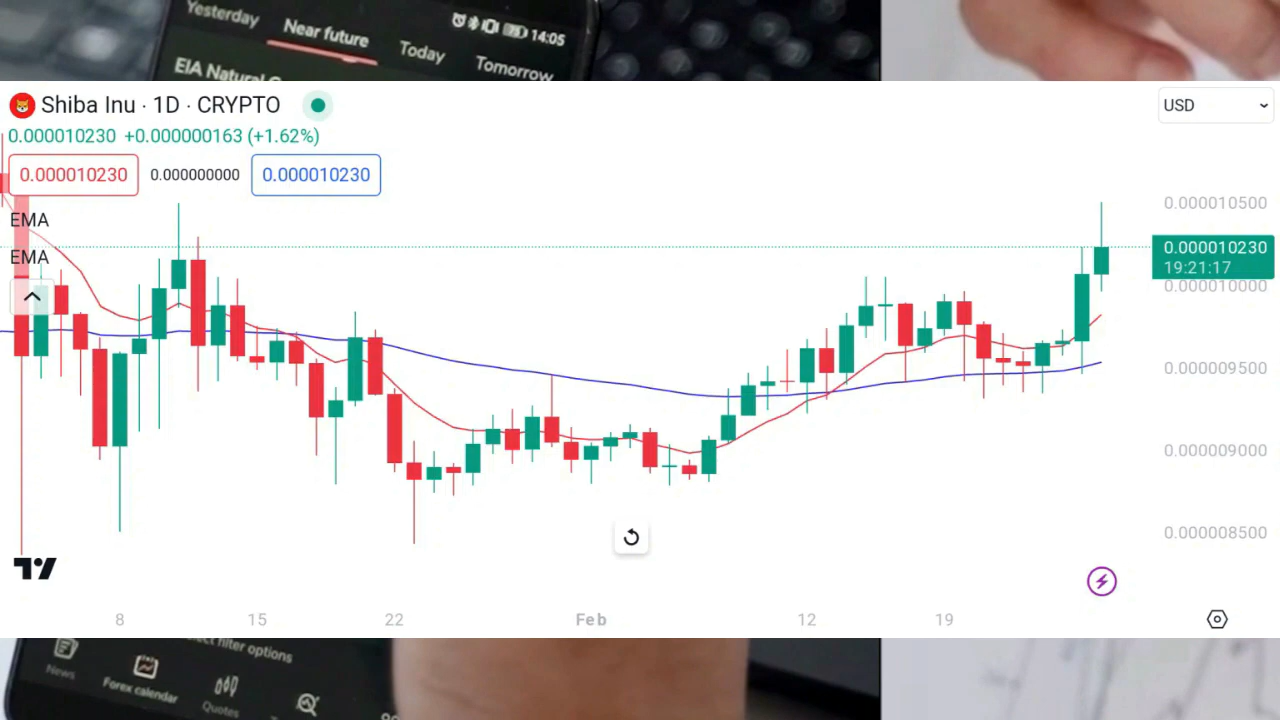 Yesterday Near future Today Tomorrow
14:05
EIA Natural
Shiba Inu · 1D · CRYPTO
USD
0.000010230 +0.000000163 (+1.62%)
0.000010230 0.000000000 0.000010230
EMA
EMA
0.000010500
0.000010230
19:21:17
0.000010000
0.000009500
0.000009000
0.000008500
8 15 22 Feb 12 19
filter options
News
Forex calendar
Quotes